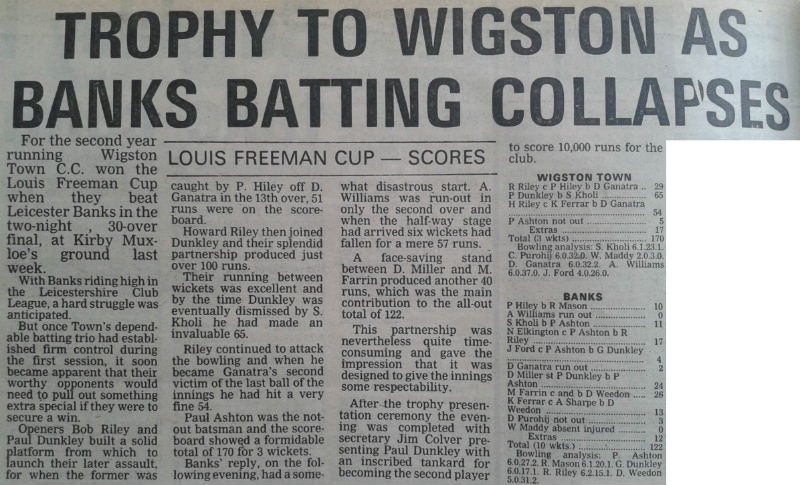 TROPHY TO WIGSTON AS
BANKS BATTING COLLAPSES
For the second year
running Wigston
Town C.C. won the
Louis Freeman Cup
when they beat
Leicester Banks in the
two-night , 30-over
final, at Kirby Mux-
loe's ground last
week.
With Banks riding high in
the Leicestershire Club
League, a hard struggle was
anticipated.
But once Town's depend-
able batting trio had establ-
ished firm control during
the first session, it soon
became apparent that their
worthy opponents would
need to pull out something
extra special if they were to
secure a win.
Openers Bob Riley and
Paul Dunkley built a solid
platform from which to
launch their later assault,
for when the former was
LOUIS FREEMAN CUP — SCORES
caught by P. Hiley off D.
Ganatra in the 13th over, 51
runs were on the score-
board.
Howard Riley then joined
Dunkley and their splendid
partnership produced just
over 100 runs.
Their running between
wickets was excellent and
by the time Dunkley was
eventually dismissed by S.
Kholi he had made an
invaluable 65.
Riley continued to attack
the bowling and when he
became Ganatra's second
victim of the last ball of the
innings he had hit a very
fine 54.
Paul Ashton was the not-
out batsman and the score-
board showed a formidable
total of 170 for 3 wickets.
Banks' reply, on the fol-
lowing evening, had a some-
what disastrous start. A.
Williams was run-out in
only the second over and
when the half-way stage
had arrived six wickets had
fallen for a mere 57 runs.
A face-saving stand
between D. Miller and M.
Farrin produced another 40
runs, which was the main
contribution to the all-out
total of 122.
This partnership was
nevertheless quite time-
consuming and gave the
impression that it was
designed to give the innings
some respectability.
After the trophy presen-
tation ceremony the even-
ing was completed with
secretary Jim Colver pre-
senting Paul Dunkley with
an inscribed tankard for
becoming the second player
to score 10,000 runs for the
club.
WIGSTON TOWN
R Riley c P Hiley b D Ganatra .. 29
P Dunkley b S Kholi ........ 65
H Riley c K Ferrar b D Ganatra
........ 54
P Ashton not out ........ 5
Extras ........ 17
Total (3 wkts) ........ 170
Bowling analysis: S. Kholi 6.1.23.1.
C. Purohij 6.0.32.0. W. Maddy 2.0.3.0.
D. Ganatra 6.0.32.2. A. Williams
6.0.37.0. J. Ford 4.0.26.0.
BANKS
P Hiley b R Mason ........ 10
A Williams run out ........ 0
S Kholi b P Ashton ........ 11
N Elkington c P Ashton b R
Riley ........ 17
J Ford c P Ashton b G Dunkley
........ 4
D Ganatra run out ........ 2
D Miller st P Dunkley b P
Ashton ........ 24
M Farrin c and b D Weedon ..... 26
K Ferrar c A Sharpe b D
Weedon ........ 13
D Purohij not out ........ 3
W Maddy absent injured ........ 0
Extras ........ 12
Total (10 wkts.) ........ 122
Bowling analysis: P. Ashton
6.0.27.2. R. Mason 6.1.20.1. G. Dunkley
6.0.17.1. R. Riley 6.2.15.1. D. Weedon
5.0.31.2.